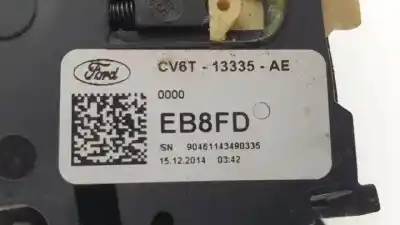 Ford
CV6T - 13335 - AE
0000
EB8FD
SN 90461143490335
15.12.2014 03:42